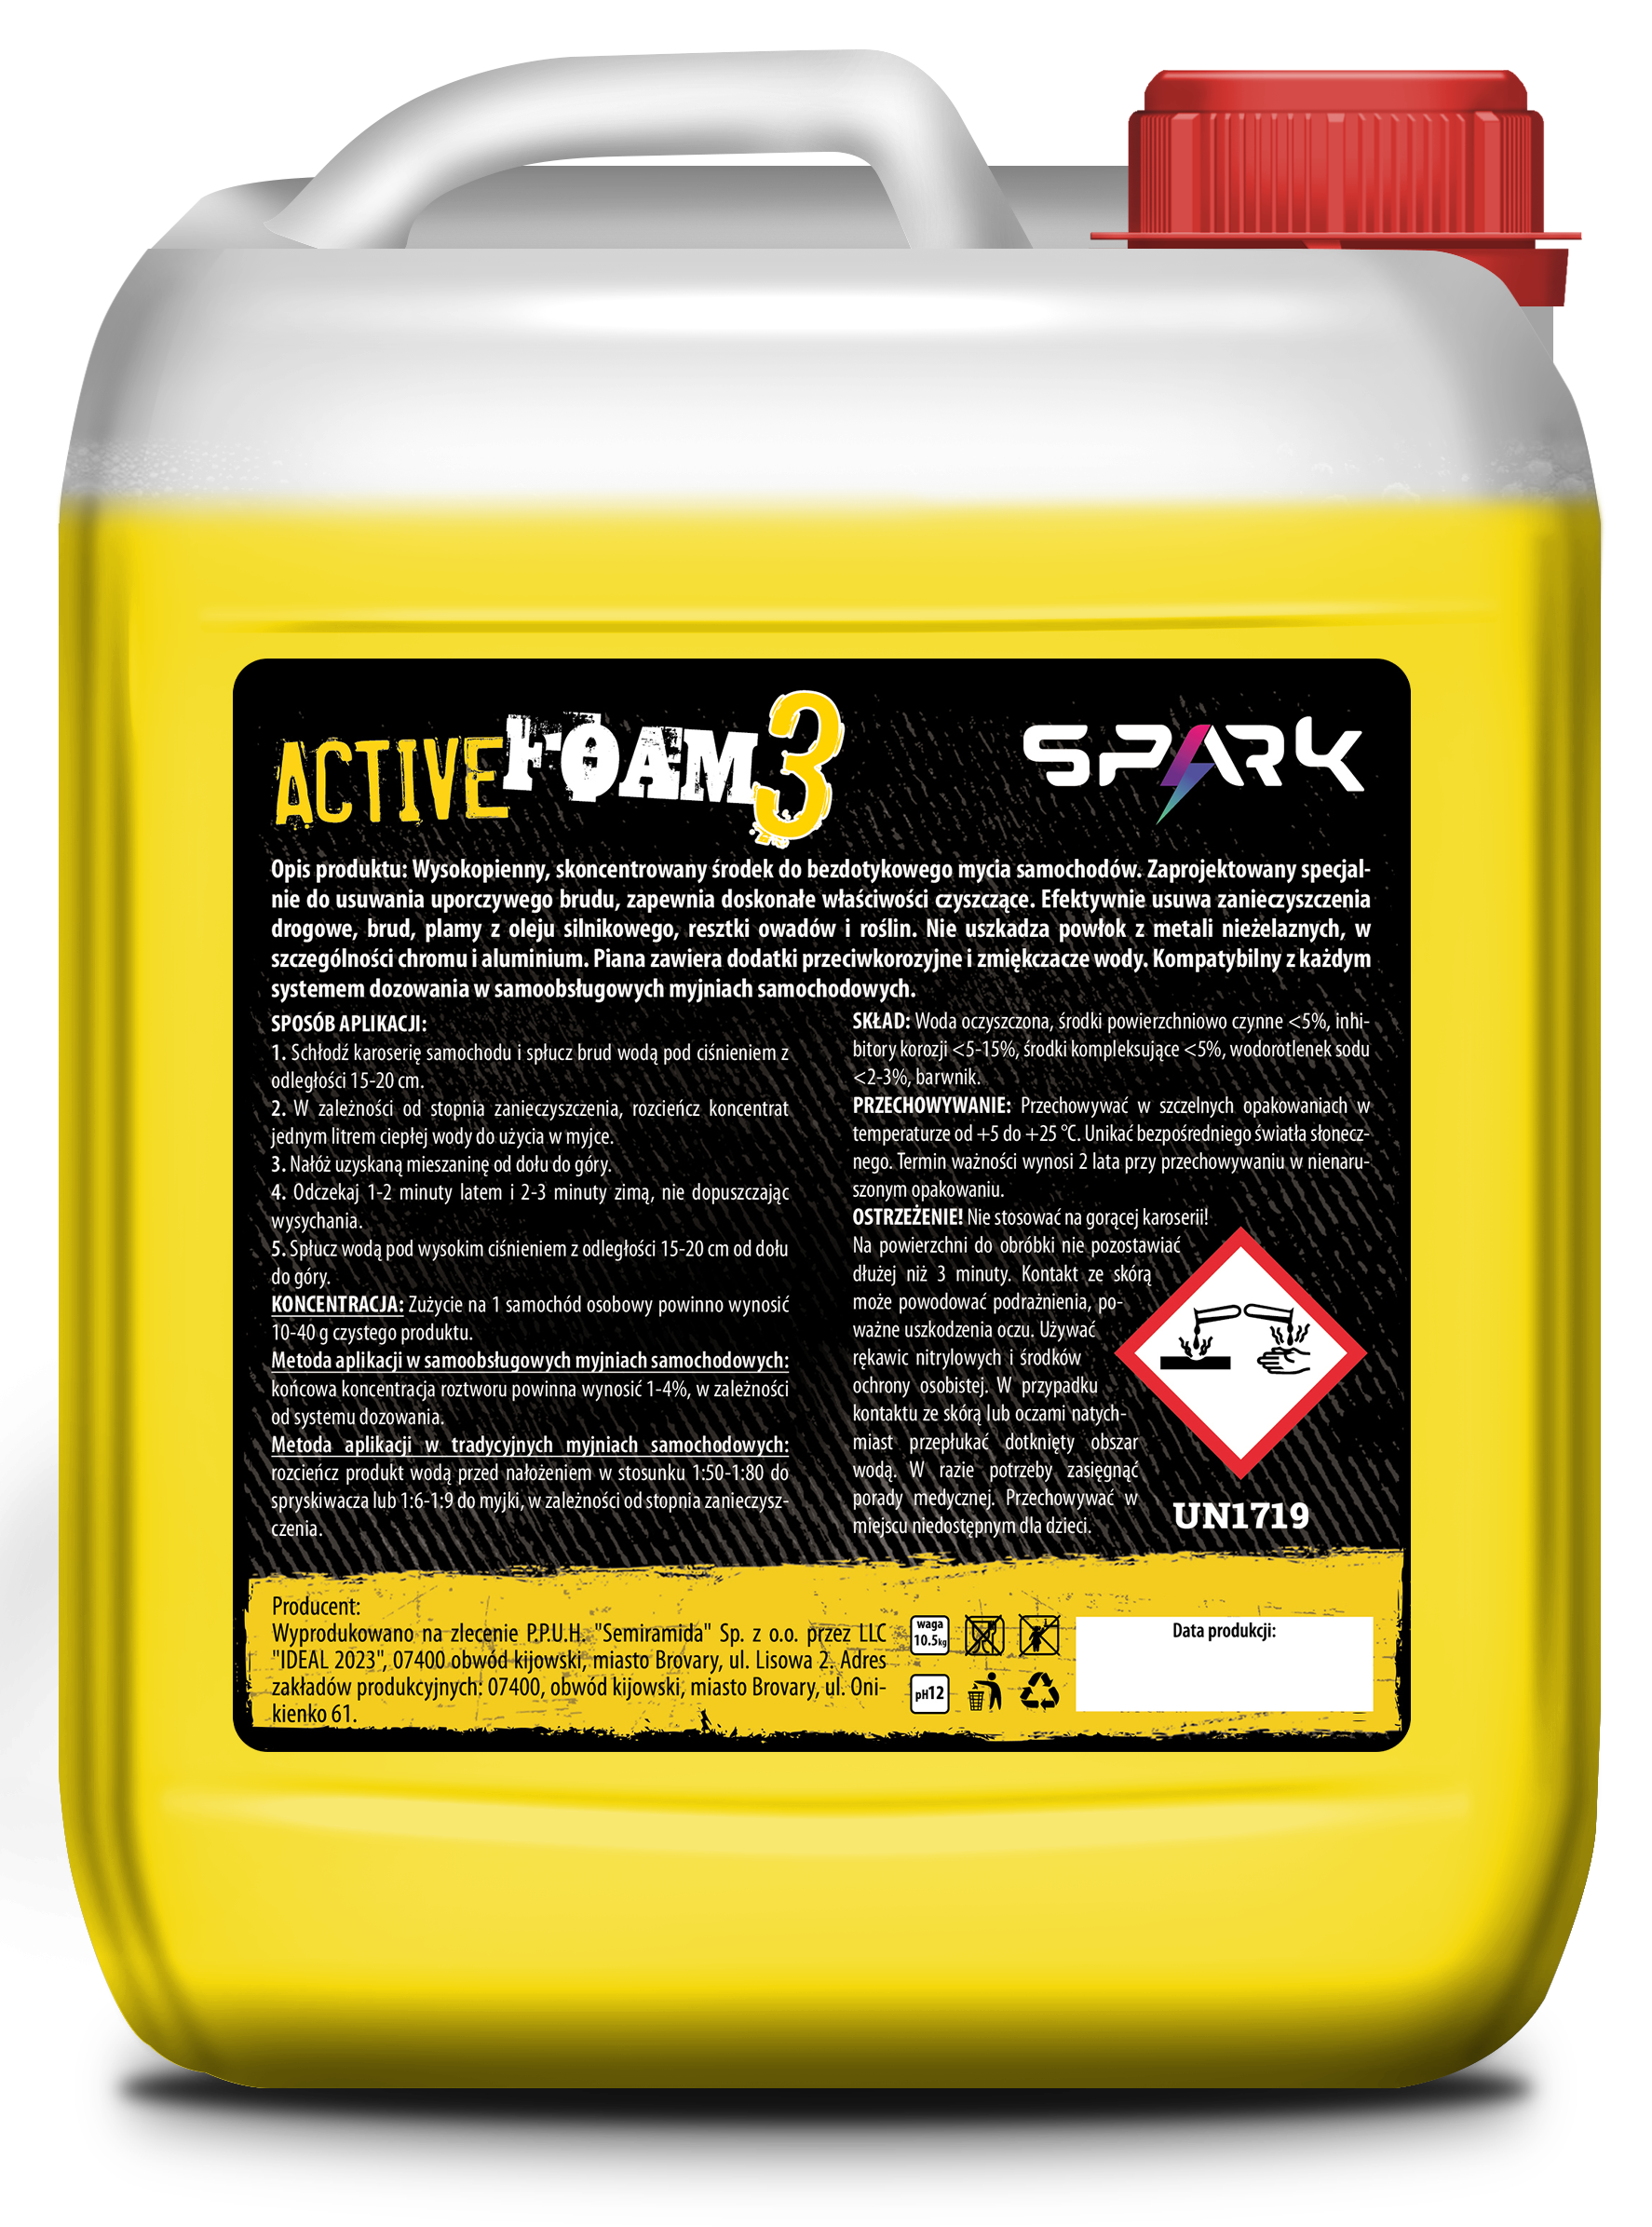 ACTIVE FOAM 3
SPARK
Opis produktu: Wysokopienny, skoncentrowany środek do bezdotykowego mycia samochodów. Zaprojektowany specjal-
nie do usuwania uporczywego brudu, zapewnia doskonałe właściwości czyszczące. Efektywnie usuwa zanieczyszczenia
drogowe, brud, plamy z oleju silnikowego, resztki owadów i roślin. Nie uszkadza powłok z metali nieżelaznych, w
szczególności chromu i aluminium. Piana zawiera dodatki przeciwkorozyjne i zmiękczacze wody. Kompatybilny z każdym
systemem dozowania w samoobsługowych myjniach samochodowych.
SPOSÓB APLIKACJI:
1. Schłodź karoserię samochodu i spłucz brud wodą pod ciśnieniem z
odległości 15-20 cm.
2. W zależności od stopnia zanieczyszczenia, rozcieńcz koncentrat
jednym litrem ciepłej wody do użycia w myjce.
3. Nałóż uzyskaną mieszaninę od dołu do góry.
4. Odczekaj 1-2 minuty latem i 2-3 minuty zimą, nie dopuszczając
wysychania.
5. Spłucz wodą pod wysokim ciśnieniem z odległości 15-20 cm od dołu
do góry.
KONCENTRACJA: Zużycie na 1 samochód osobowy powinno wynosić
10-40 g czystego produktu.
Metoda aplikacji w samoobsługowych myjniach samochodowych:
końcowa koncentracja roztworu powinna wynosić 1-4%, w zależności
od systemu dozowania.
Metoda aplikacji w tradycyjnych myjniach samochodowych:
rozcieńcz produkt wodą przed nałożeniem w stosunku 1:50-1:80 do
spryskiwacza lub 1:6-1:9 do myjki, w zależności od stopnia zanieczysz-
czenia.
SKŁAD: Woda oczyszczona, środki powierzchniowo czynne <5%, inhi-
bitory korozji <5-15%, środki kompleksujące <5%, wodorotlenek sodu
<2-3%, barwnik.
PRZECHOWYWANIE: Przechowywać w szczelnych opakowaniach w
temperaturze od +5 do +25 °C. Unikać bezpośredniego światła słonecz-
nego. Termin ważności wynosi 2 lata przy przechowywaniu w nienaru-
szonym opakowaniu.
OSTRZEŻENIE! Nie stosować na gorącej karoserii!
Na powierzchni do obróbki nie pozostawiać
dłużej niż 3 minuty. Kontakt ze skórą
może powodować podrażnienia, po-
ważne uszkodzenia oczu. Używać
rękawic nitrylowych i środków
ochrony osobistej. W przypadku
kontaktu ze skórą lub oczami natych-
miast przepłukać dotknięty obszar
wodą. W razie potrzeby zasięgnąć
porady medycznej. Przechowywać w
miejscu niedostępnym dla dzieci.
UN1719
Producent:
Wyprodukowano na zlecenie P.P.U.H. "Semiramida" Sp. z o.o. przez LLC
"IDEAL 2023", 07400 obwód kijowski, miasto Brovary, ul. Lisowa 2. Adres
zakładów produkcyjnych: 07400, obwód kijowski, miasto Brovary, ul. Oni-
kienko 61.
waga
10.5kg
pH12
Data produkcji: